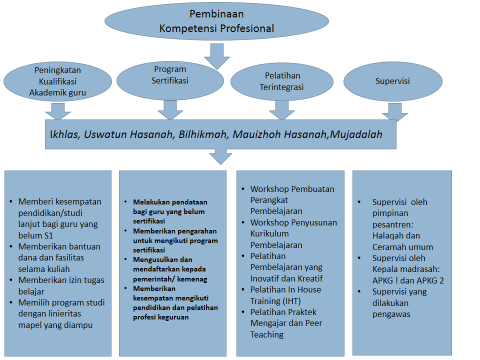 Pembinaan
Kompetensi Profesional
Peningkatan
Kualifikasi
Akademik guru
Program
Sertifikasi
Pelatihan
Terintegrasi
Supervisi
Ikhlas, Uswatun Hasanah, Bilhikmah, Mauizhoh Hasanah,Mujadalah
• Memberi kesempatan
pendidikan/studi
lanjut bagi guru yang
belum S1
• Memberikan bantuan
dana dan fasilitas
selama kuliah
• Memberikan izin tugas
belajar
• Memilih program studi
dengan linieritas
mapel yang diampu
• Melakukan pendataan
bagi guru yang belum
sertifikasi
• Memberikan pengarahan
untuk mengikuti program
sertifikasi
• Mengusulkan dan
mendaftarkan kepada
pemerintah/ kemenag
• Memberikan
kesempatan mengikuti
pendidikan dan pelatihan
profesi keguruan
• Workshop Pembuatan
Perangkat
Pembelajaran
• Workshop Penyusunan
Kurikulum
Pembelajaran
• Pelatihan
Pembelajaran yang
Inovatif dan Kreatif
• Pelatihan In House
Training (IHT)
• Pelatihan Praktek
Mengajar dan Peer
Teaching
• Supervisi oleh
pimpinan
pesantren:
Halaqah dan
Ceramah umum
• Supervisi oleh
Kepala madrasah:
APKG I dan APKG 2
• Supervisi yang
dilakukan
pengawas